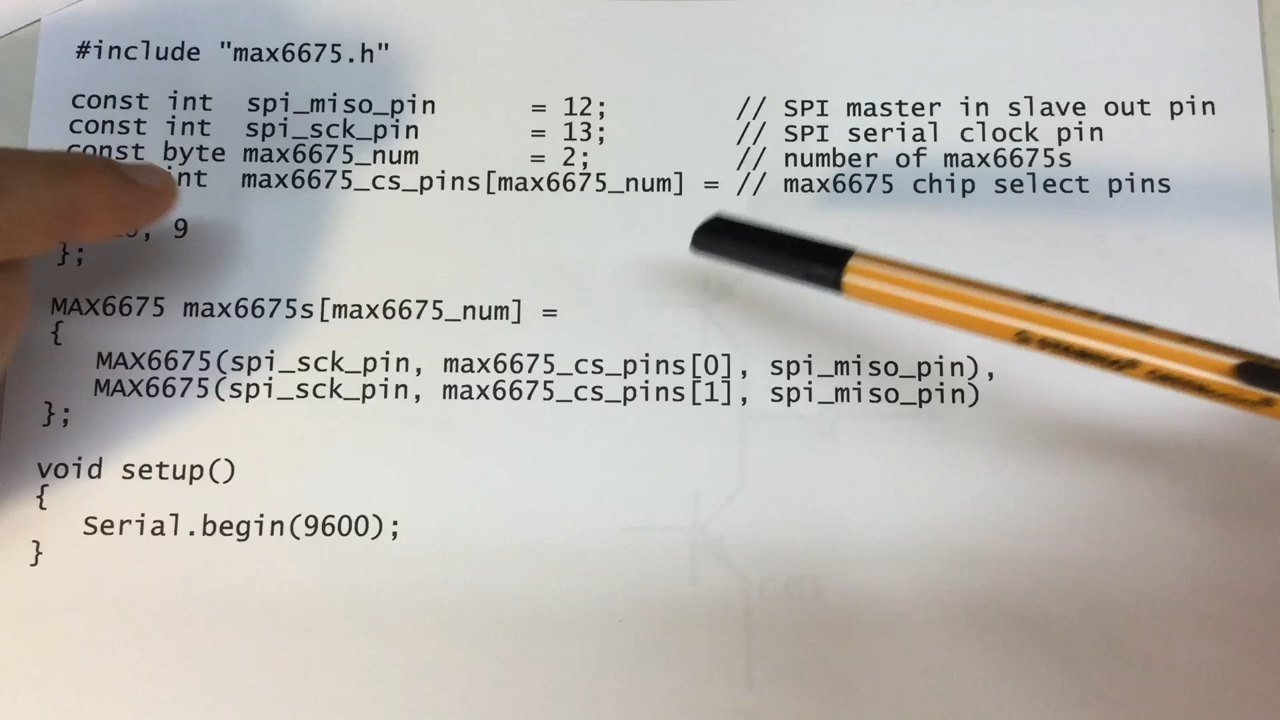 #include "max6675.h"
const int spi_miso_pin = 12; // SPI master in slave out pin
const int spi_sck_pin = 13; // SPI serial clock pin
const byte max6675_num = 2; // number of max6675s
int max6675_cs_pins[max6675_num] = // max6675 chip select pins
, 9
};
MAX6675 max6675s[max6675_num] =
{
MAX6675(spi_sck_pin, max6675_cs_pins[0], spi_miso_pin),
MAX6675(spi_sck_pin, max6675_cs_pins[1], spi_miso_pin)
};
void setup()
{
Serial.begin(9600);
}